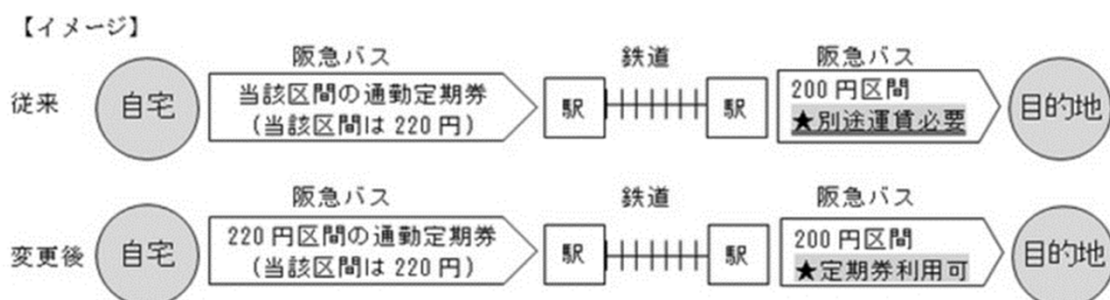 【イメージ】
阪急バス
鉄道
阪急バス
従来
自宅
当該区間の通勤定期券
(当該区間は220円)
駅
駅
200円区間
★別途運賃必要
目的地
阪急バス
鉄道
阪急バス
変更後
自宅
220円区間の通勤定期券
(当該区間は220円)
駅
駅
200円区間
★定期券利用可
目的地